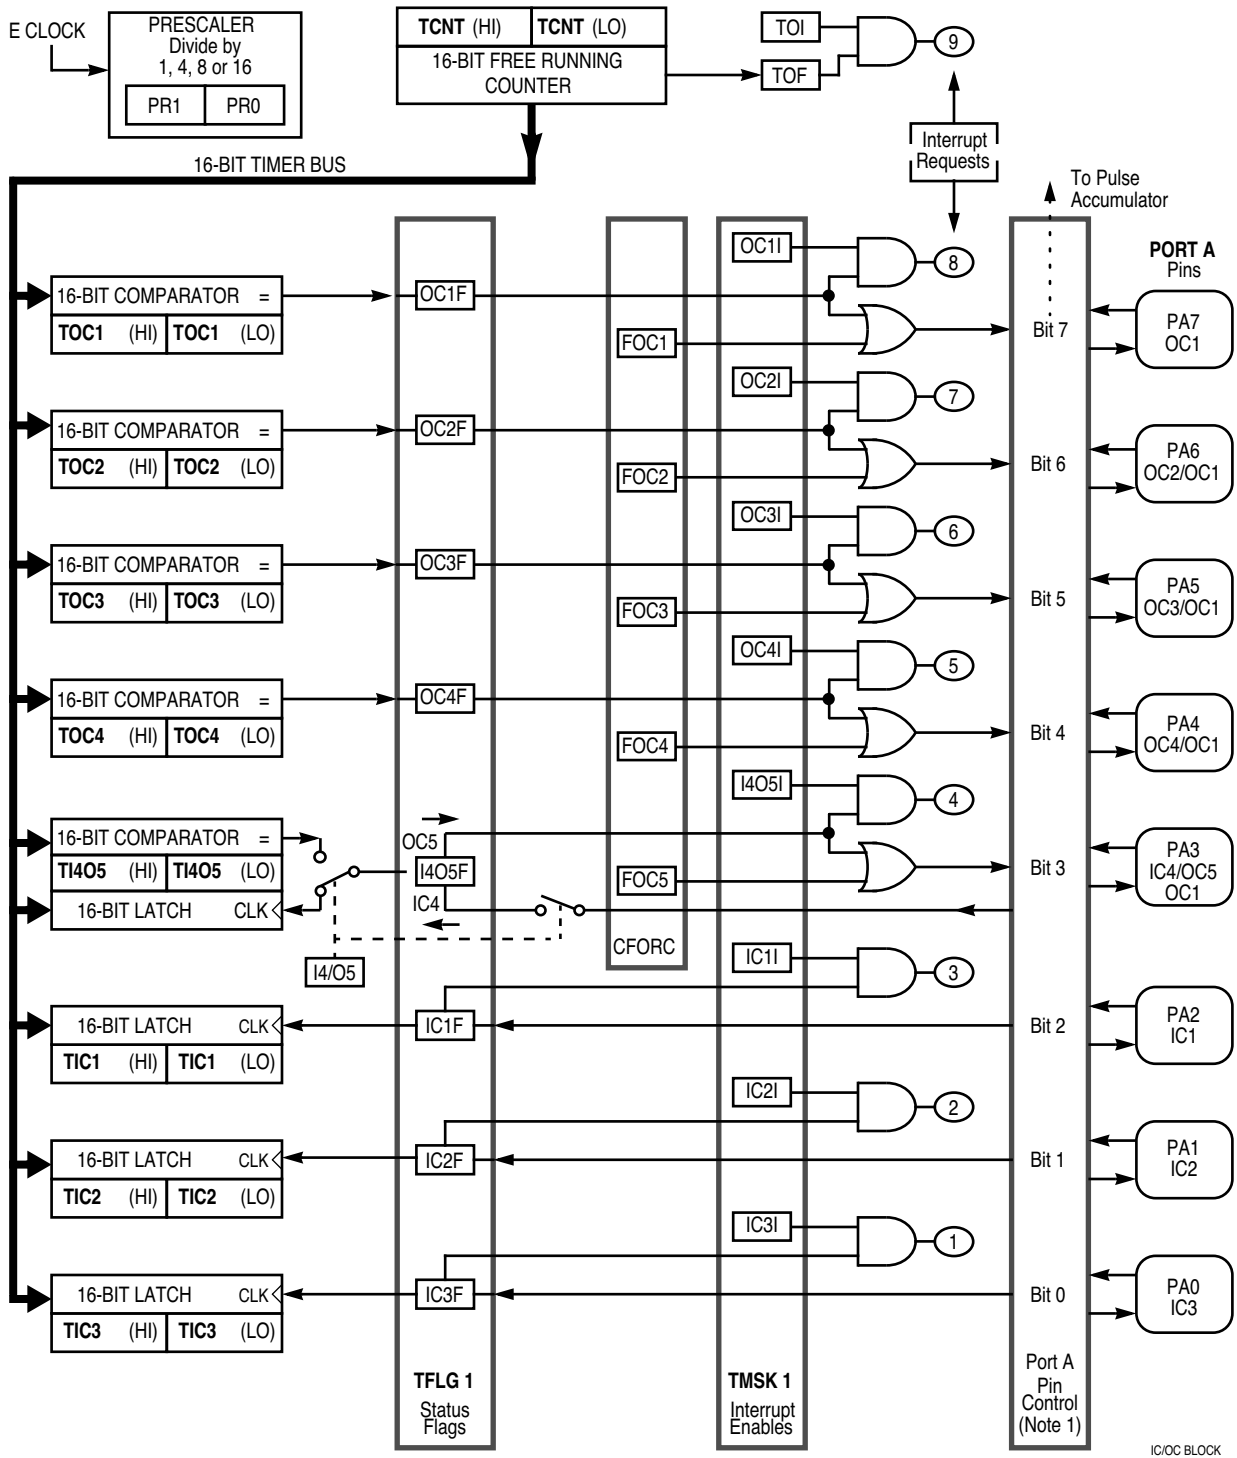 E CLOCK
PRESCALER
Divide by
1, 4, 8 or 16
PR1 PR0
TCNT (HI) TCNT (LO)
16-BIT FREE RUNNING
COUNTER
TOI
TOF
9
Interrupt
Requests
16-BIT TIMER BUS
To Pulse
Accumulator
PORT A
Pins
OC1I
8
16-BIT COMPARATOR =
TOC1 (HI) TOC1 (LO)
OC1F
FOC1
Bit 7
PA7
OC1
OC2I
7
16-BIT COMPARATOR =
TOC2 (HI) TOC2 (LO)
OC2F
FOC2
Bit 6
PA6
OC2/OC1
OC3I
6
16-BIT COMPARATOR =
TOC3 (HI) TOC3 (LO)
OC3F
FOC3
Bit 5
PA5
OC3/OC1
OC4I
5
16-BIT COMPARATOR =
TOC4 (HI) TOC4 (LO)
OC4F
FOC4
Bit 4
PA4
OC4/OC1
I4O5I
4
16-BIT COMPARATOR =
TI4O5 (HI) TI4O5 (LO)
16-BIT LATCH CLK
OC5
I4O5F
IC4
FOC5
Bit 3
PA3
IC4/OC5
OC1
CFORC
I4/O5
IC1I
3
16-BIT LATCH CLK
TIC1 (HI) TIC1 (LO)
IC1F
Bit 2
PA2
IC1
IC2I
2
16-BIT LATCH CLK
TIC2 (HI) TIC2 (LO)
IC2F
Bit 1
PA1
IC2
IC3I
1
16-BIT LATCH CLK
TIC3 (HI) TIC3 (LO)
IC3F
Bit 0
PA0
IC3
TFLG 1
Status
Flags
TMSK 1
Interrupt
Enables
Port A
Pin
Control
(Note 1)
IC/OC BLOCK